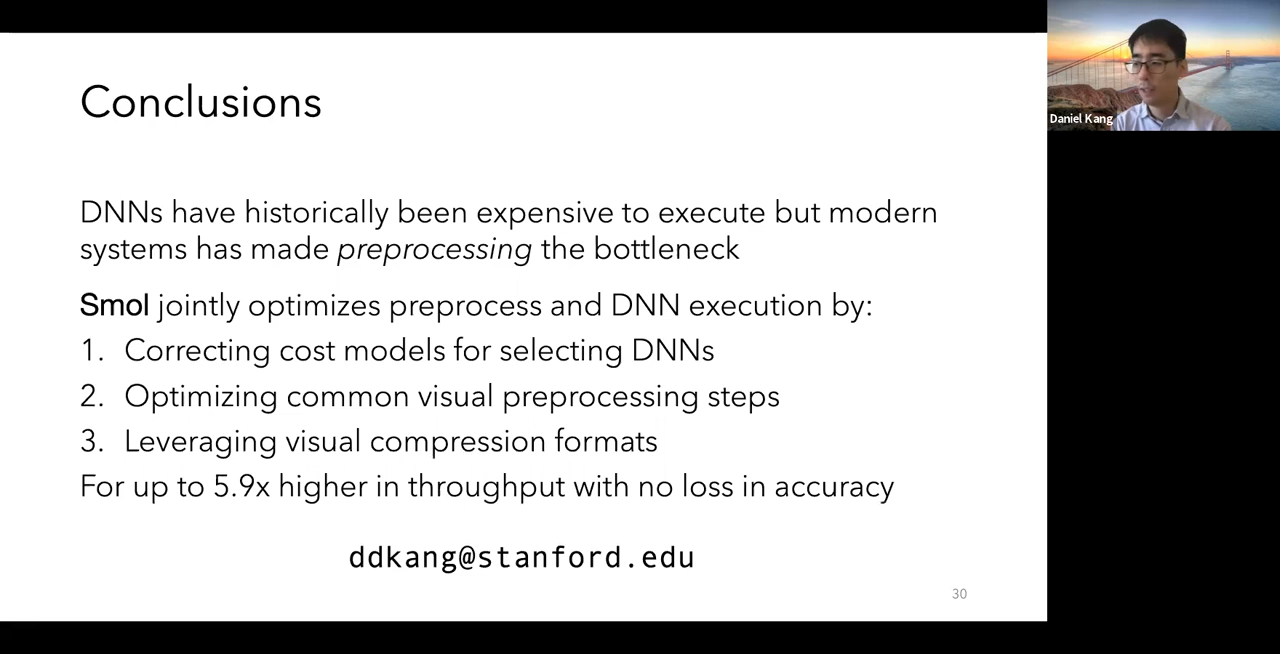 Conclusions
DNNs have historically been expensive to execute but modern
systems has made preprocessing the bottleneck
Smol jointly optimizes preprocess and DNN execution by:
1. Correcting cost models for selecting DNNs
2. Optimizing common visual preprocessing steps
3. Leveraging visual compression formats
For up to 5.9x higher in throughput with no loss in accuracy
ddkang@stanford.edu
30
Daniel Kang